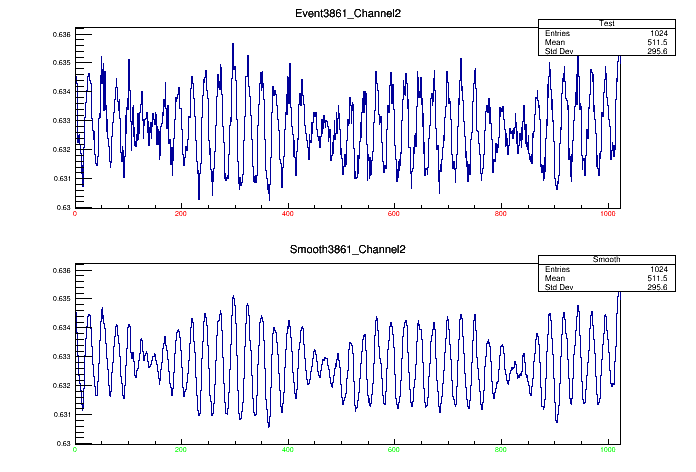 Event3861_Channel2
Test
Entries 1024
Mean 511.5
Std Dev 295.6
0.636
0.635
0.634
0.633
0.632
0.631
0.63
0 200 400 600 800 1000
Smooth3861_Channel2
Smooth
Entries 1024
Mean 511.5
Std Dev 295.6
0.636
0.635
0.634
0.633
0.632
0.631
0.63
0 200 400 600 800 1000